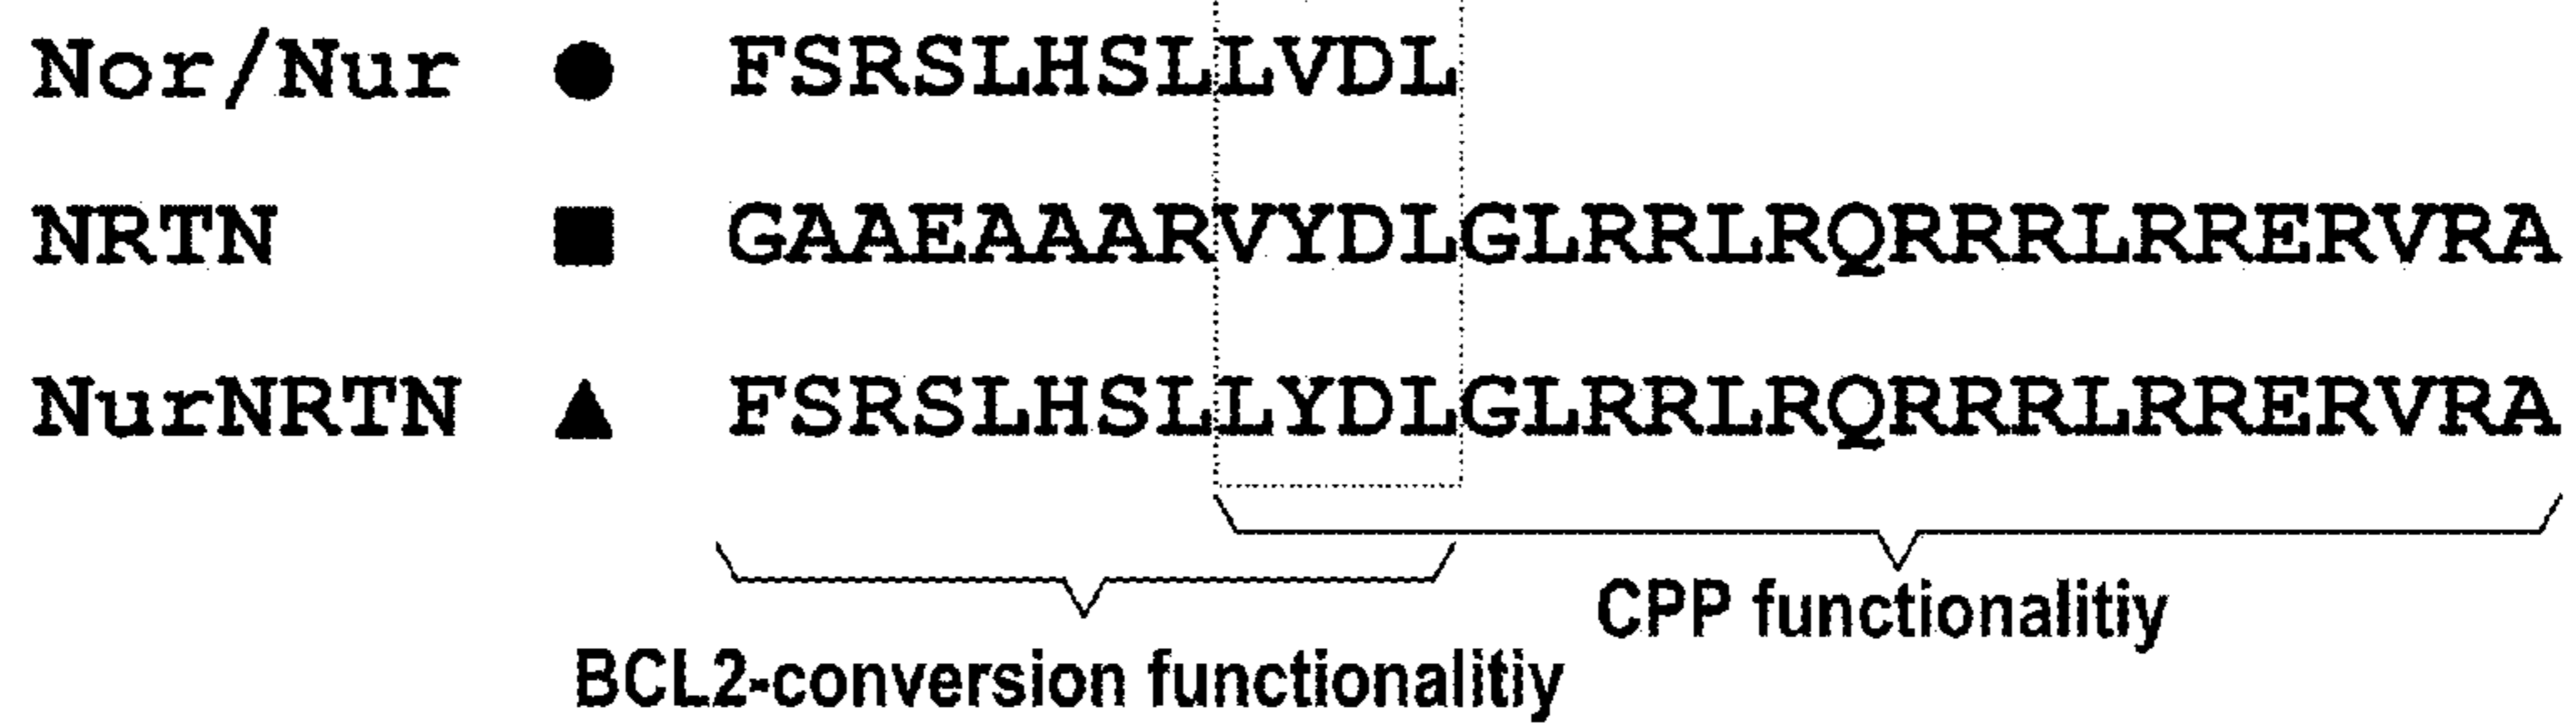 Nor/Nur ● FSRSLHSLLVDL
NRTN ■ GAAEAAARVYDLGLRRLRQRRRLRRERVRA
NurNRTN ▲ FSRSLHSLLYDLGLRRLRQRRRLRRERVRA
CPP functionalitiy
BCL2-conversion functionalitiy